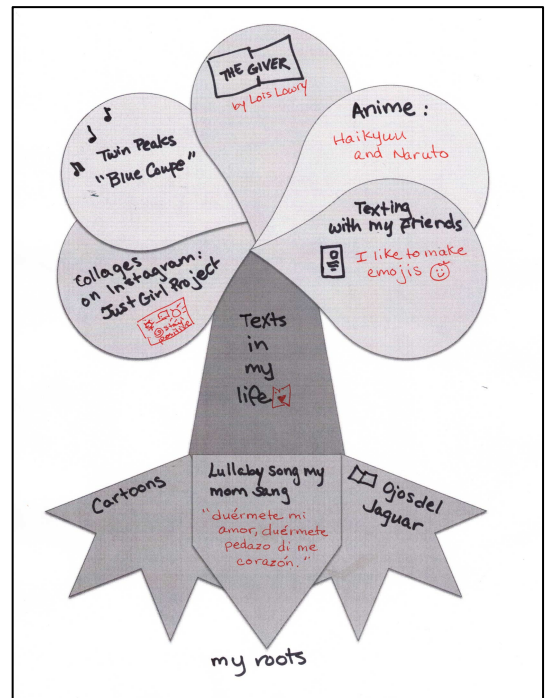 THE GIVER
by Lois Lowry
Twin Peaks
"Blue Coupe"
Anime :
Haikyuu
and Naruto
Collages
on Instagram:
Just Girl Project
Texting
with my friends
I like to make
emojis
Texts
in
my
life
Cartoons
Lullaby song my
mom sang
"duérmete mi
amor, duérmete
pedazo di me
corazón."
Ojos del
Jaguar
my roots